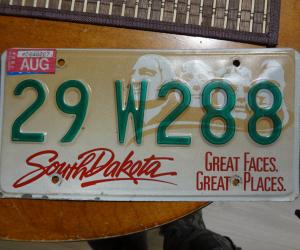 AUG
29 W288
South Dakota
GREAT FACES.
GREAT PLACES.